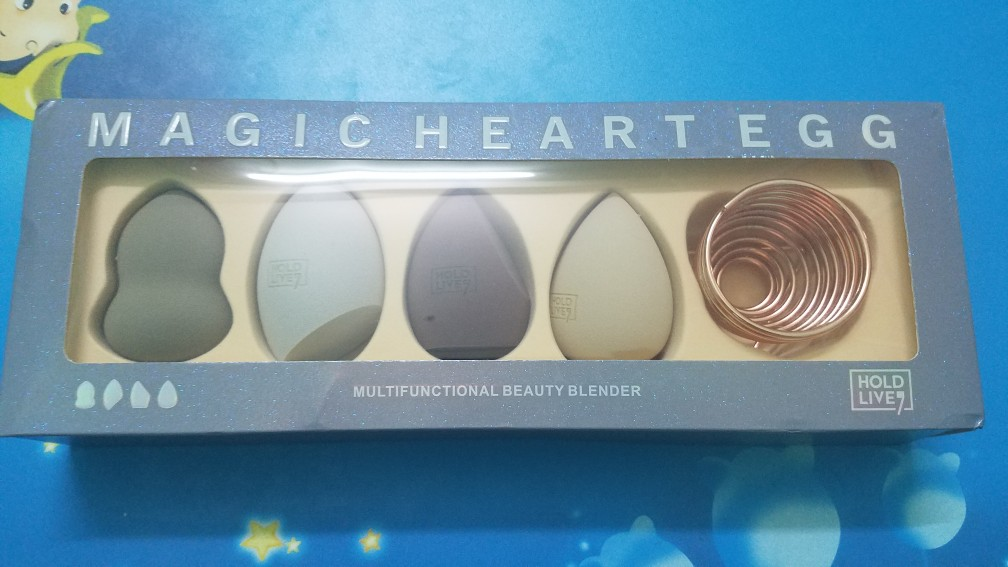 MAGIC HEART EGG
HOLD
LIVE,
HOLD
LIVE,
HOLD
LIVE,
MULTIFUNCTIONAL BEAUTY BLENDER
HOLD
LIVE,